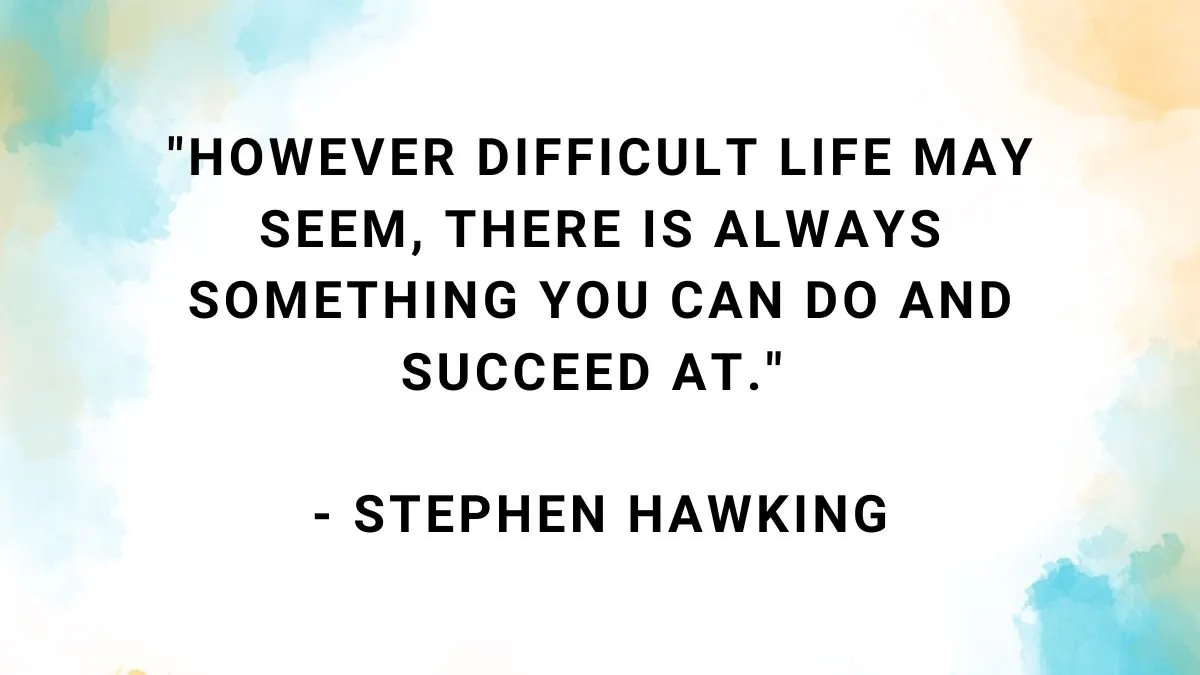 "HOWEVER DIFFICULT LIFE MAY
SEEM, THERE IS ALWAYS
SOMETHING YOU CAN DO AND
SUCCEED AT."
- STEPHEN HAWKING